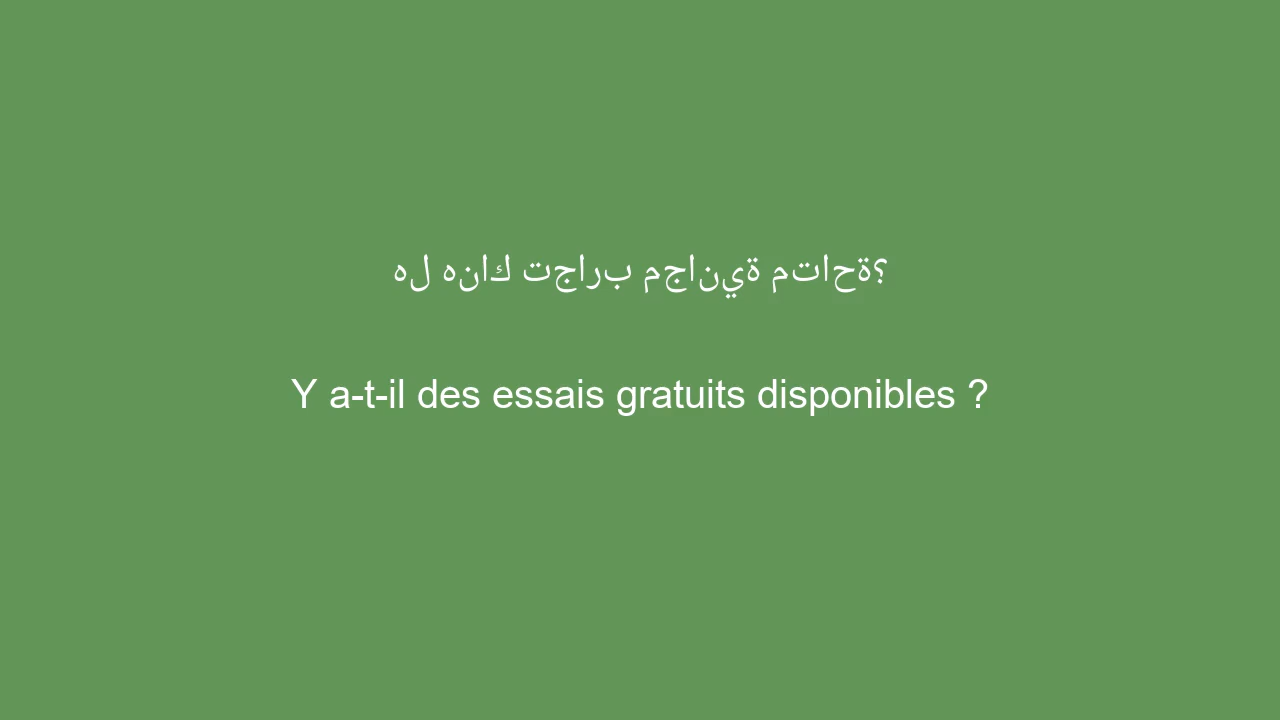 هل هناك تجارب مجانية متاحة؟
Y a-t-il des essais gratuits disponibles ?